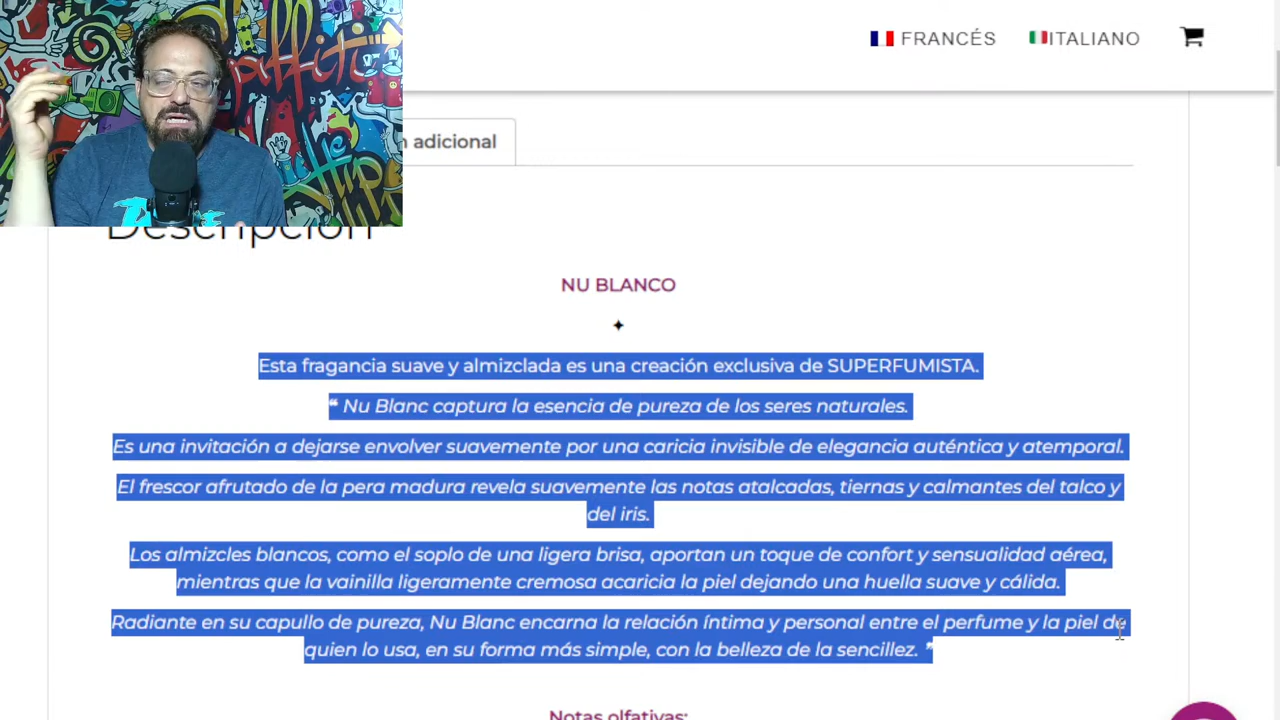 FRANCÉS ITALIANO
n adicional
Descripción
NU BLANCO
Esta fragancia suave y almizclada es una creación exclusiva de SUPERFUMISTA.
❝ Nu Blanc captura la esencia de pureza de los seres naturales.
Es una invitación a dejarse envolver suavemente por una caricia invisible de elegancia auténtica y atemporal.
El frescor afrutado de la pera madura revela suavemente las notas atalcadas, tiernas y calmantes del talco y
del iris.
Los almizcles blancos, como el soplo de una ligera brisa, aportan un toque de confort y sensualidad aérea,
mientras que la vainilla ligeramente cremosa acaricia la piel dejando una huella suave y cálida.
Radiante en su capullo de pureza, Nu Blanc encarna la relación íntima y personal entre el perfume y la piel de
quien lo usa, en su forma más simple, con la belleza de la sencillez. ❞
Notas olfativas: